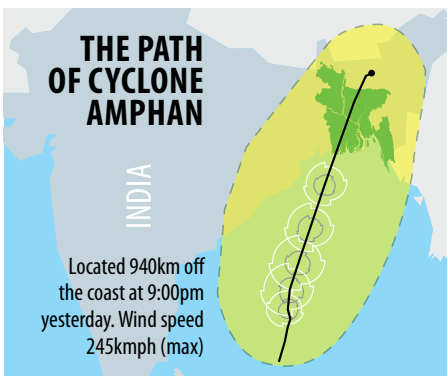 THE PATH
OF CYCLONE
AMPHAN
INDIA
Located 940km off
the coast at 9:00pm
yesterday. Wind speed
245kmph (max)